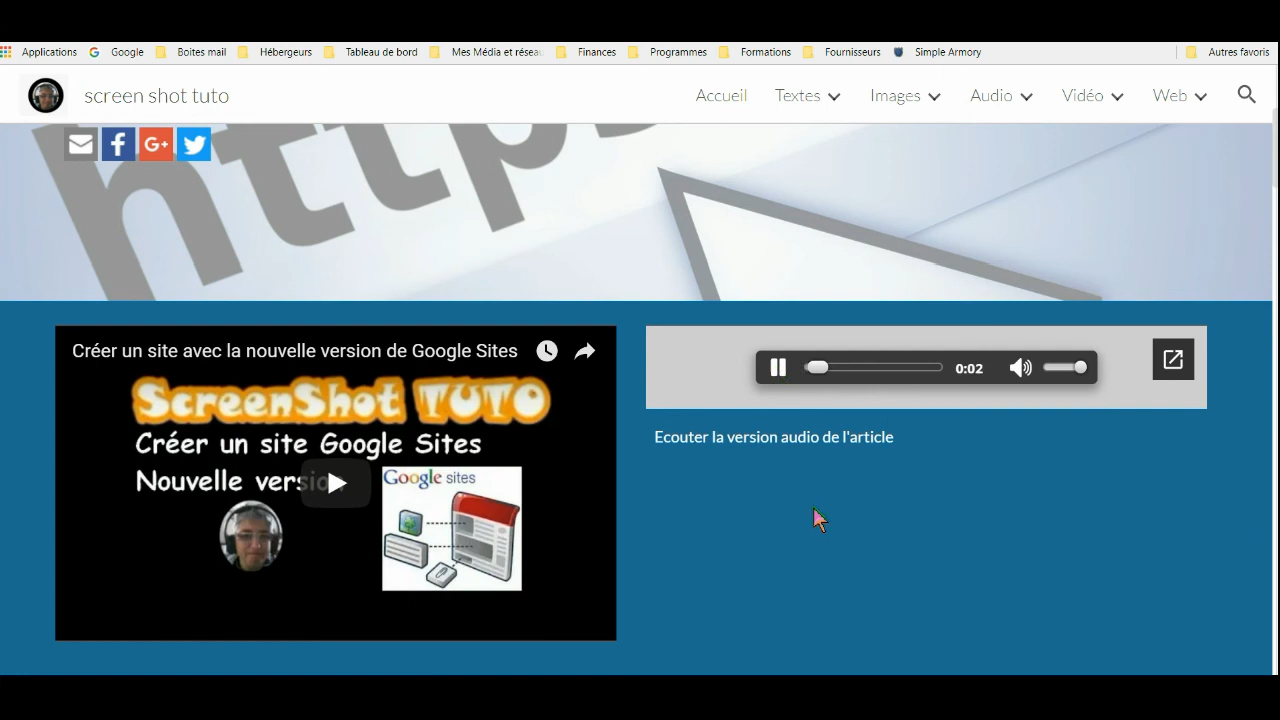 Applications Google Boites mail Hébergeurs Tableau de bord Mes Média et réseau Finances Programmes Formations Fournisseurs Simple Armory Autres favoris
screen shot tuto Accueil Textes Images Audio Vidéo Web
https
G+
Créer un site avec la nouvelle version de Google Sites
ScreenShot TUTO
Créer un site Google Sites
Nouvelle version
Google sites
0:02
Ecouter la version audio de l'article